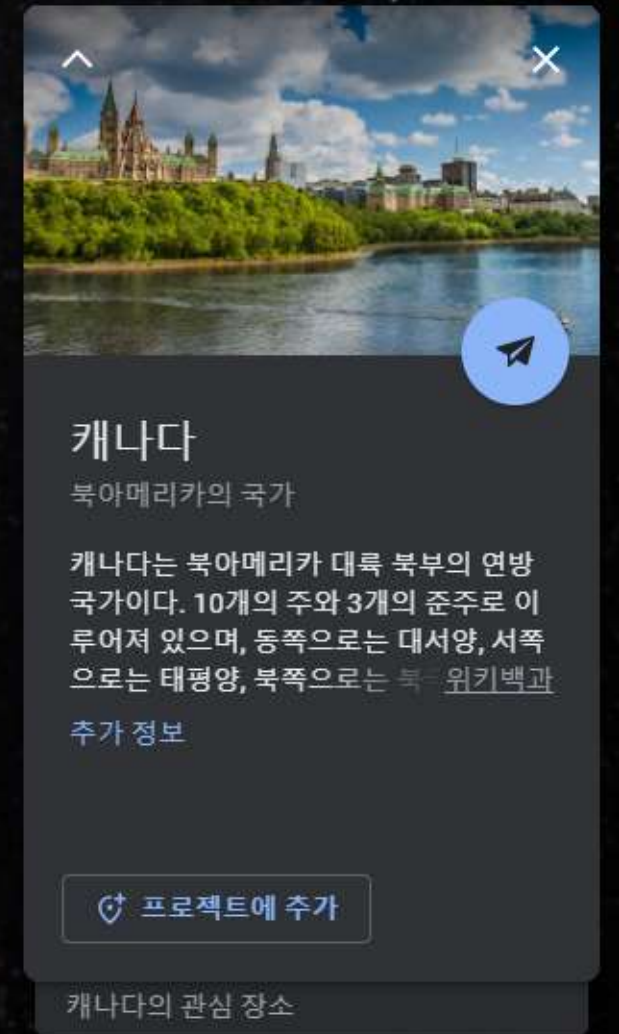 캐나다
북아메리카의 국가
캐나다는 북아메리카 대륙 북부의 연방
국가이다. 10개의 주와 3개의 준주로 이
루어져 있으며, 동쪽으로는 대서양, 서쪽
으로는 태평양, 북쪽으로는 북 위키백과
추가 정보
프로젝트에 추가
캐나다의 관심 장소